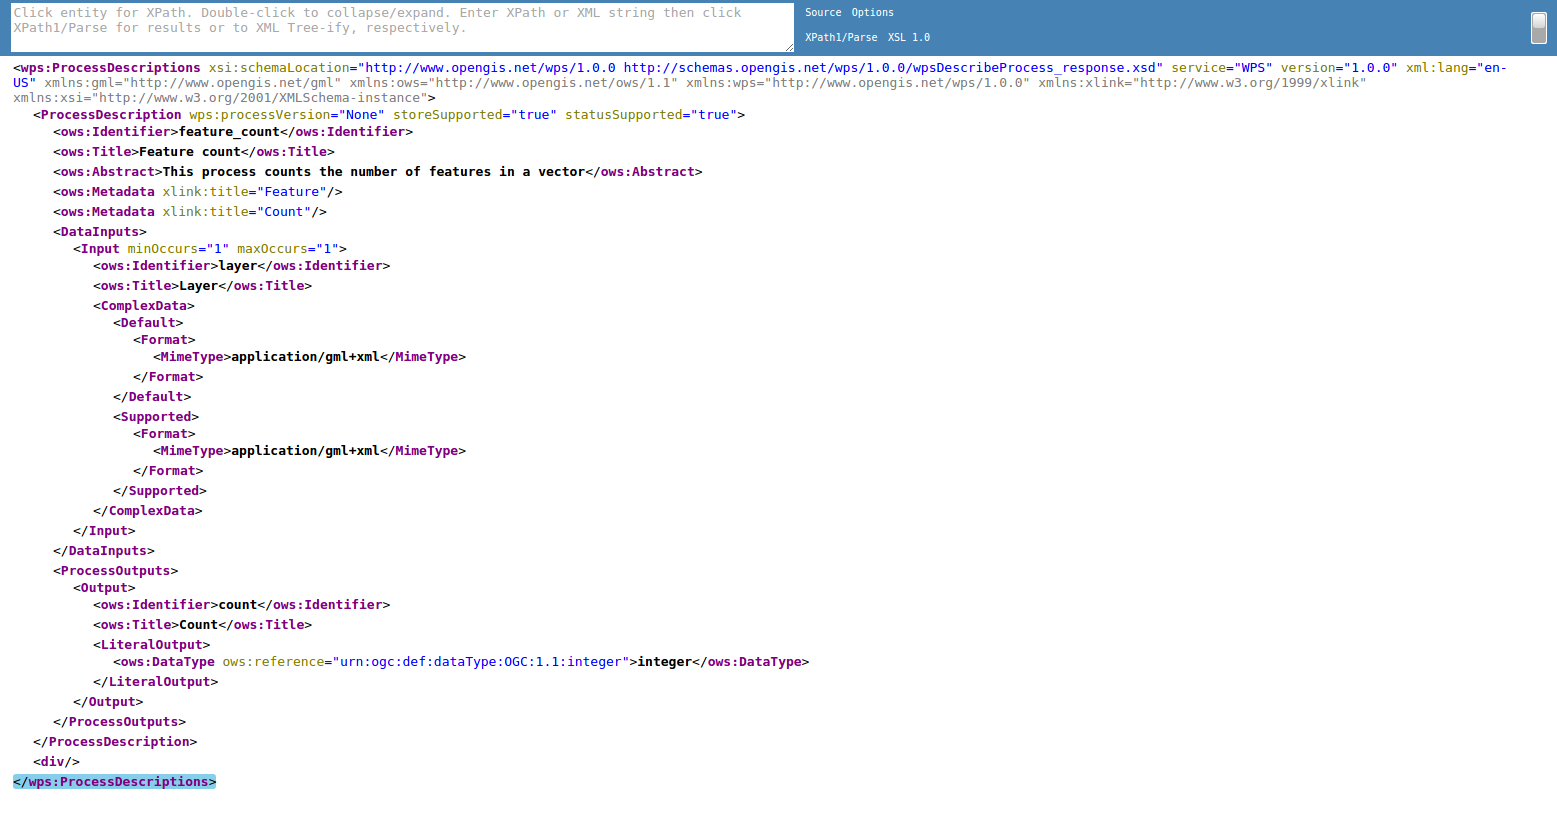 Click entity for XPath. Double-click to collapse/expand. Enter XPath or XML string then click
XPath1/Parse for results or to XML Tree-ify, respectively.
Source Options
XPath1/Parse XSL 1.0
<wps:ProcessDescriptions xsi:schemaLocation="http://www.opengis.net/wps/1.0.0 http://schemas.opengis.net/wps/1.0.0/wpsDescribeProcess_response.xsd" service="WPS" version="1.0.0" xml:lang="en-
US" xmlns:gml="http://www.opengis.net/gml" xmlns:ows="http://www.opengis.net/ows/1.1" xmlns:wps="http://www.opengis.net/wps/1.0.0" xmlns:xlink="http://www.w3.org/1999/xlink"
xmlns:xsi="http://www.w3.org/2001/XMLSchema-instance">
<ProcessDescription wps:processVersion="None" storeSupported="true" statusSupported="true">
<ows:Identifier>feature_count</ows:Identifier>
<ows:Title>Feature count</ows:Title>
<ows:Abstract>This process counts the number of features in a vector</ows:Abstract>
<ows:Metadata xlink:title="Feature"/>
<ows:Metadata xlink:title="Count"/>
<DataInputs>
<Input minOccurs="1" maxOccurs="1">
<ows:Identifier>layer</ows:Identifier>
<ows:Title>Layer</ows:Title>
<ComplexData>
<Default>
<Format>
<MimeType>application/gml+xml</MimeType>
</Format>
</Default>
<Supported>
<Format>
<MimeType>application/gml+xml</MimeType>
</Format>
</Supported>
</ComplexData>
</Input>
</DataInputs>
<ProcessOutputs>
<Output>
<ows:Identifier>count</ows:Identifier>
<ows:Title>Count</ows:Title>
<LiteralOutput>
<ows:DataType ows:reference="urn:ogc:def:dataType:OGC:1.1:integer">integer</ows:DataType>
</LiteralOutput>
</Output>
</ProcessOutputs>
</ProcessDescription>
<div/>
</wps:ProcessDescriptions>